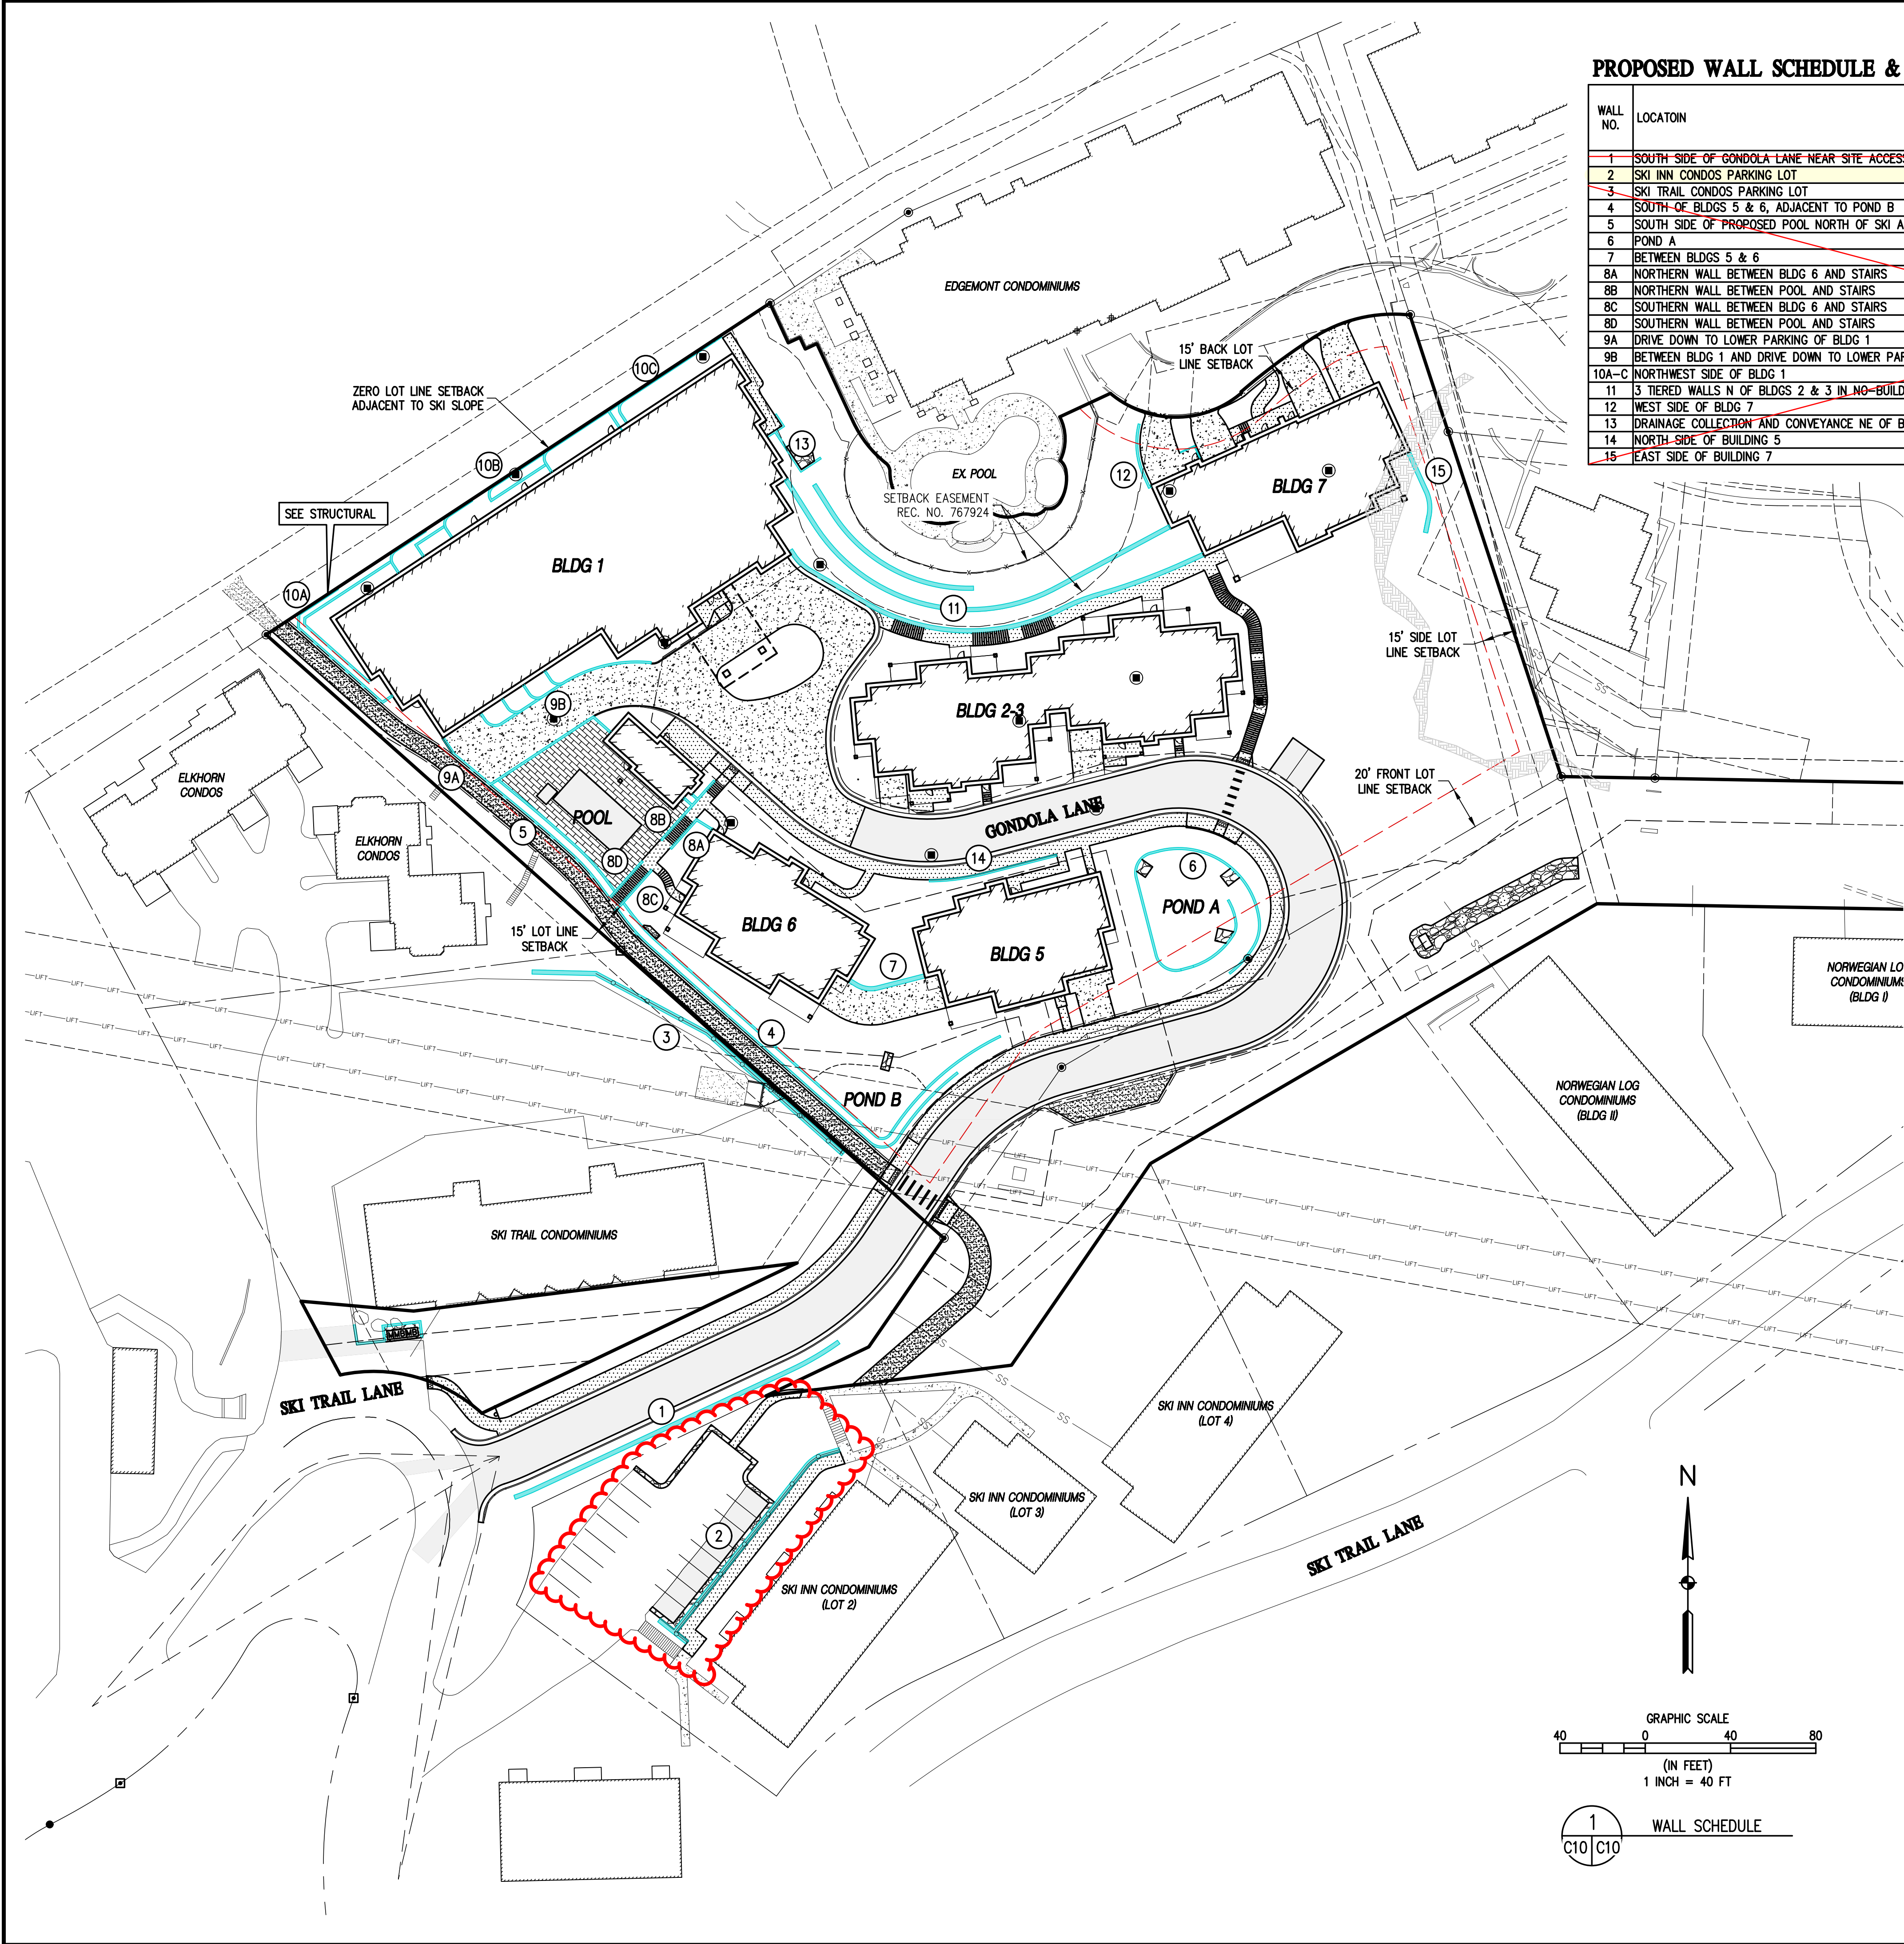 PROPOSED WALL SCHEDULE &
WALL NO.
LOCATOIN
1 SOUTH SIDE OF GONDOLA LANE NEAR SITE ACCESS
2 SKI INN CONDOS PARKING LOT
3 SKI TRAIL CONDOS PARKING LOT
4 SOUTH OF BLDGS 5 & 6, ADJACENT TO POND B
5 SOUTH SIDE OF PROPOSED POOL NORTH OF SKI A
6 POND A
7 BETWEEN BLDGS 5 & 6
8A NORTHERN WALL BETWEEN BLDG 6 AND STAIRS
8B NORTHERN WALL BETWEEN POOL AND STAIRS
8C SOUTHERN WALL BETWEEN BLDG 6 AND STAIRS
8D SOUTHERN WALL BETWEEN POOL AND STAIRS
9A DRIVE DOWN TO LOWER PARKING OF BLDG 1
9B BETWEEN BLDG 1 AND DRIVE DOWN TO LOWER PAR
10A-C NORTHWEST SIDE OF BLDG 1
11 3 TIERED WALLS N OF BLDGS 2 & 3 IN NO-BUILD
12 WEST SIDE OF BLDG 7
13 DRAINAGE COLLECTION AND CONVEYANCE NE OF B
14 NORTH SIDE OF BUILDING 5
15 EAST SIDE OF BUILDING 7
EDGEMONT CONDOMINIUMS
15' BACK LOT
LINE SETBACK
10C
ZERO LOT LINE SETBACK
ADJACENT TO SKI SLOPE
13
10B
EX. POOL
12
15
BLDG 7
SETBACK EASEMENT
REC. NO. 767924
SEE STRUCTURAL
BLDG 1
10A
11
15' SIDE LOT
LINE SETBACK
SS
SS
9B
BLDG 2-3
ELKHORN
CONDOS
9A
20' FRONT LOT
LINE SETBACK
GONDOLA LANE
POOL
8B
5
ELKHORN
CONDOS
8A
8D
14
6
8C
POND A
BLDG 6
15' LOT LINE
SETBACK
BLDG 5
SS
7
NORWEGIAN LO
CONDOMINIUMS
(BLDG I)
LIFT
3
4
POND B
NORWEGIAN LOG
CONDOMINIUMS
(BLDG II)
SKI TRAIL CONDOMINIUMS
SS
SKI TRAIL LANE
1
SS
SKI INN CONDOMINIUMS
(LOT 4)
SS
SS
SKI INN CONDOMINIUMS
(LOT 3)
2
SKI TRAIL LANE
SKI INN CONDOMINIUMS
(LOT 2)
N
GRAPHIC SCALE
40 0 40 80
(IN FEET)
1 INCH = 40 FT
1
C10 C10
WALL SCHEDULE